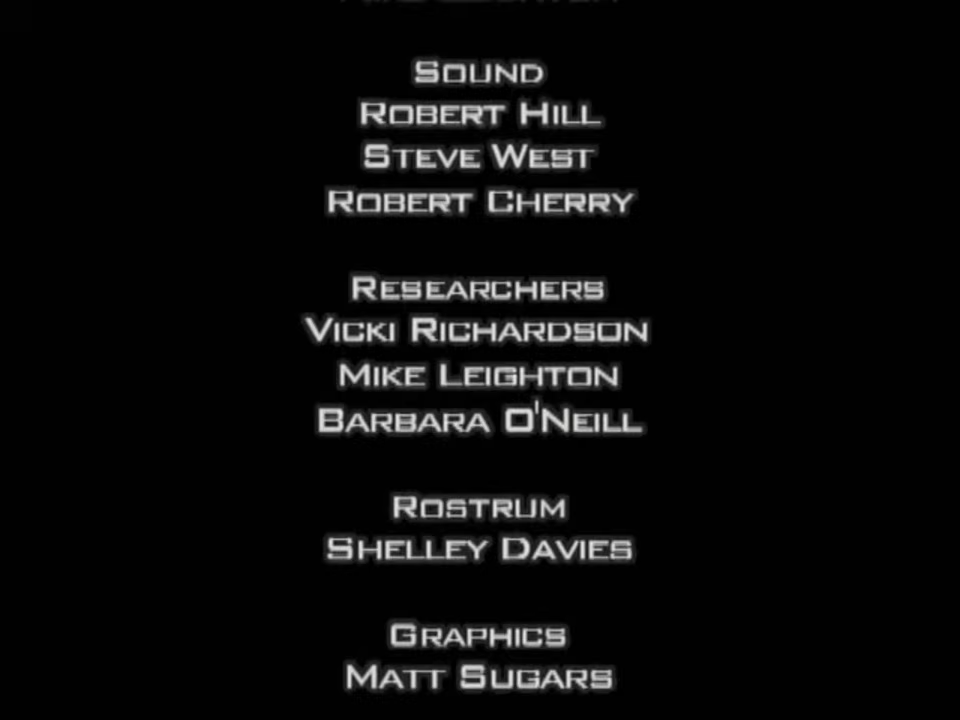 Sound
Robert Hill
Steve West
Robert Cherry
Researchers
Vicki Richardson
Mike Leighton
Barbara O'Neill
Rostrum
Shelley Davies
Graphics
Matt Sugars